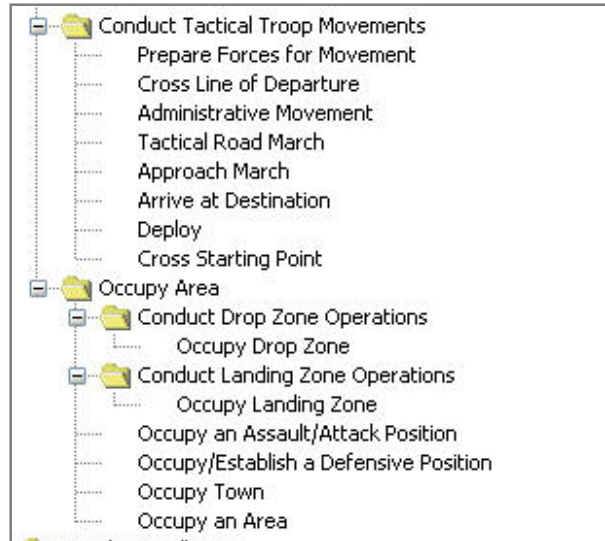 Conduct Tactical Troop Movements
Prepare Forces for Movement
Cross Line of Departure
Administrative Movement
Tactical Road March
Approach March
Arrive at Destination
Deploy
Cross Starting Point
Occupy Area
Conduct Drop Zone Operations
Occupy Drop Zone
Conduct Landing Zone Operations
Occupy Landing Zone
Occupy an Assault/Attack Position
Occupy/Establish a Defensive Position
Occupy Town
Occupy an Area